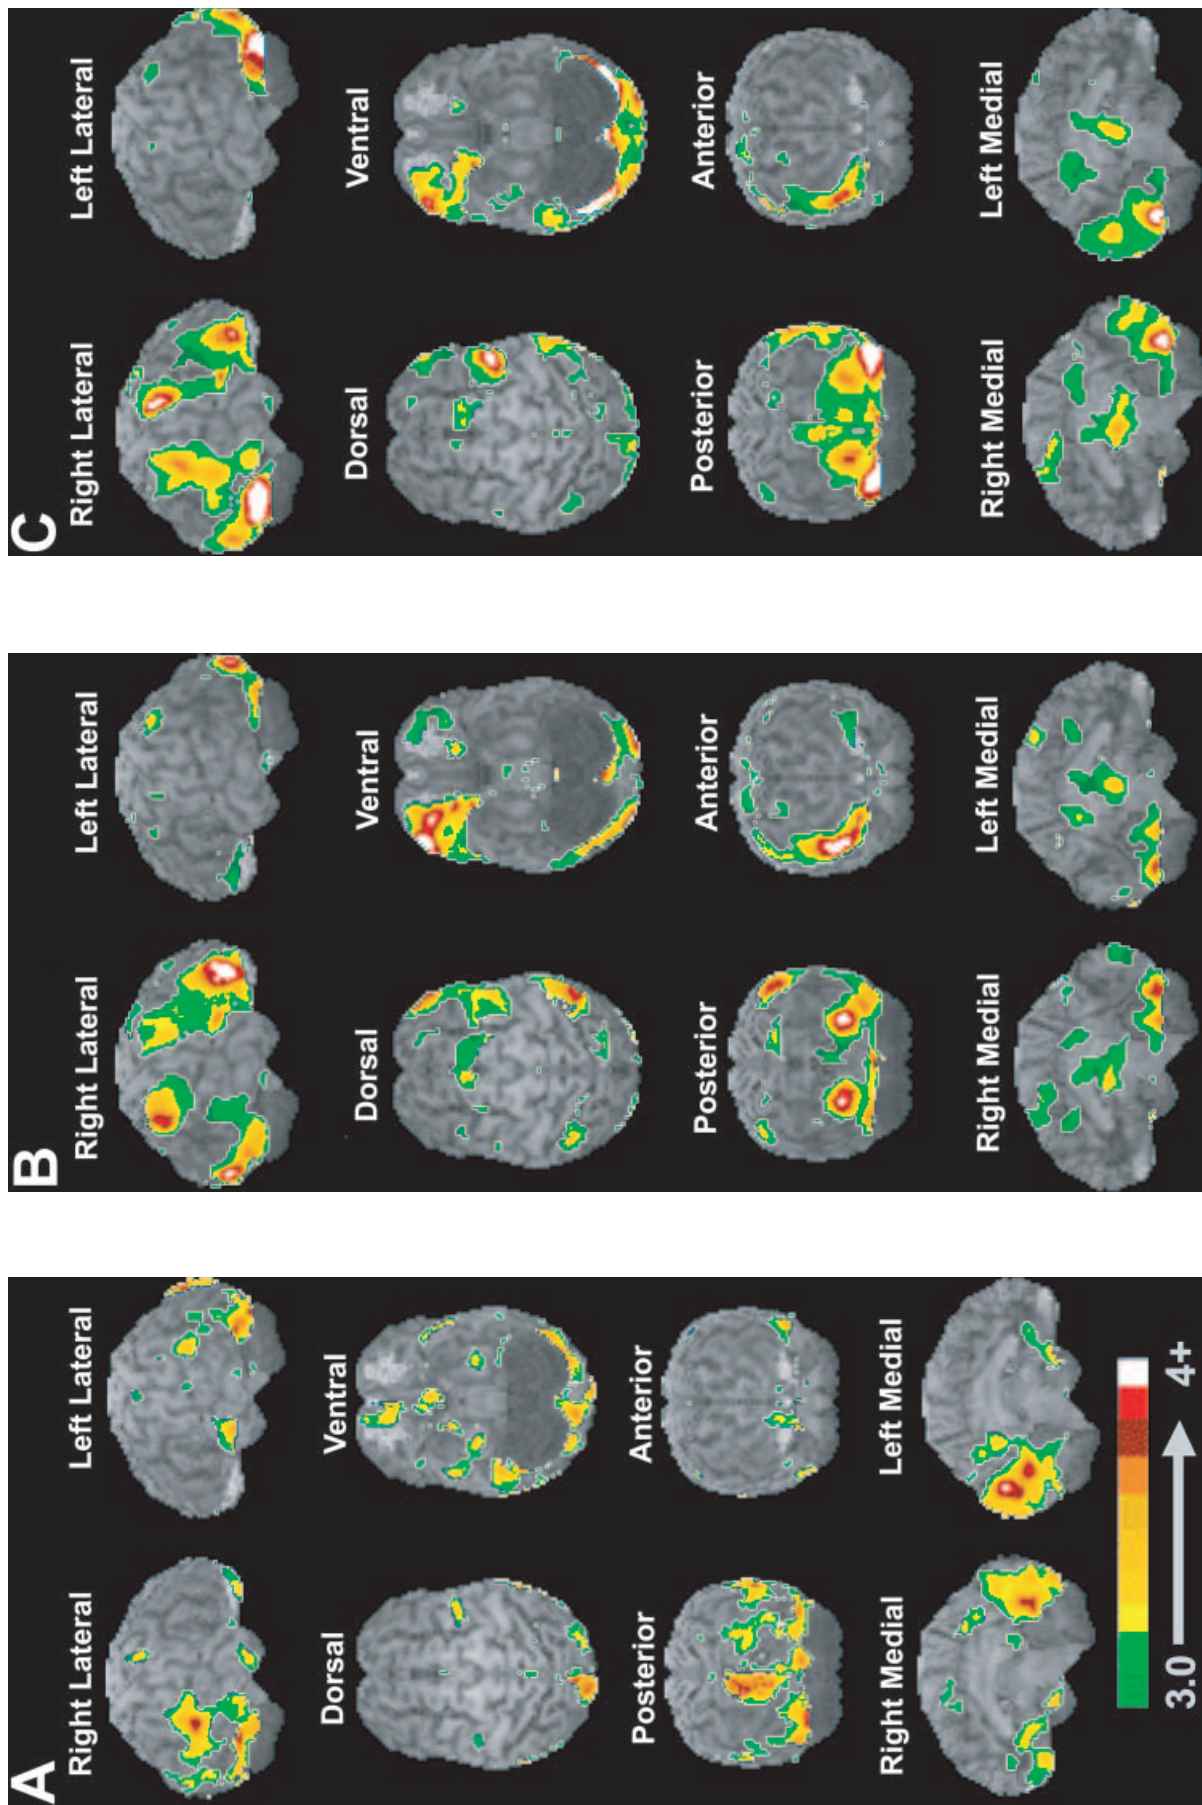 A
Right Lateral
Left Lateral
Dorsal
Ventral
Posterior
Anterior
Right Medial
Left Medial
3.0
4+
B
Right Lateral
Left Lateral
Dorsal
Ventral
Posterior
Anterior
Right Medial
Left Medial
C
Right Lateral
Left Lateral
Dorsal
Ventral
Posterior
Anterior
Right Medial
Left Medial